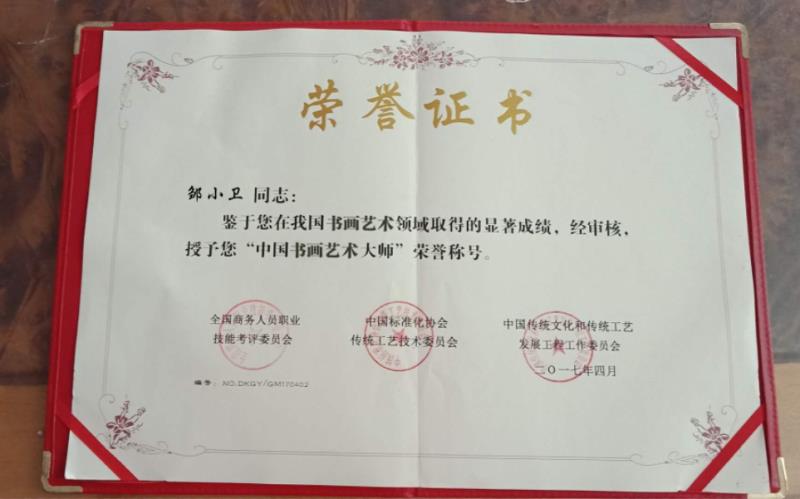 荣誉证书
邹小卫 同志：
鉴于您在我国书画艺术领域取得的显著成绩，经审核，
授予您“中国书画艺术大师”荣誉称号。
全国商务人员职业
技能考评委员会
中国标准化协会
传统工艺技术委员会
中国传统文化和传统工艺
发展工程工作委员会
二〇一七年四月
编号：NO.DKGY/GM170402